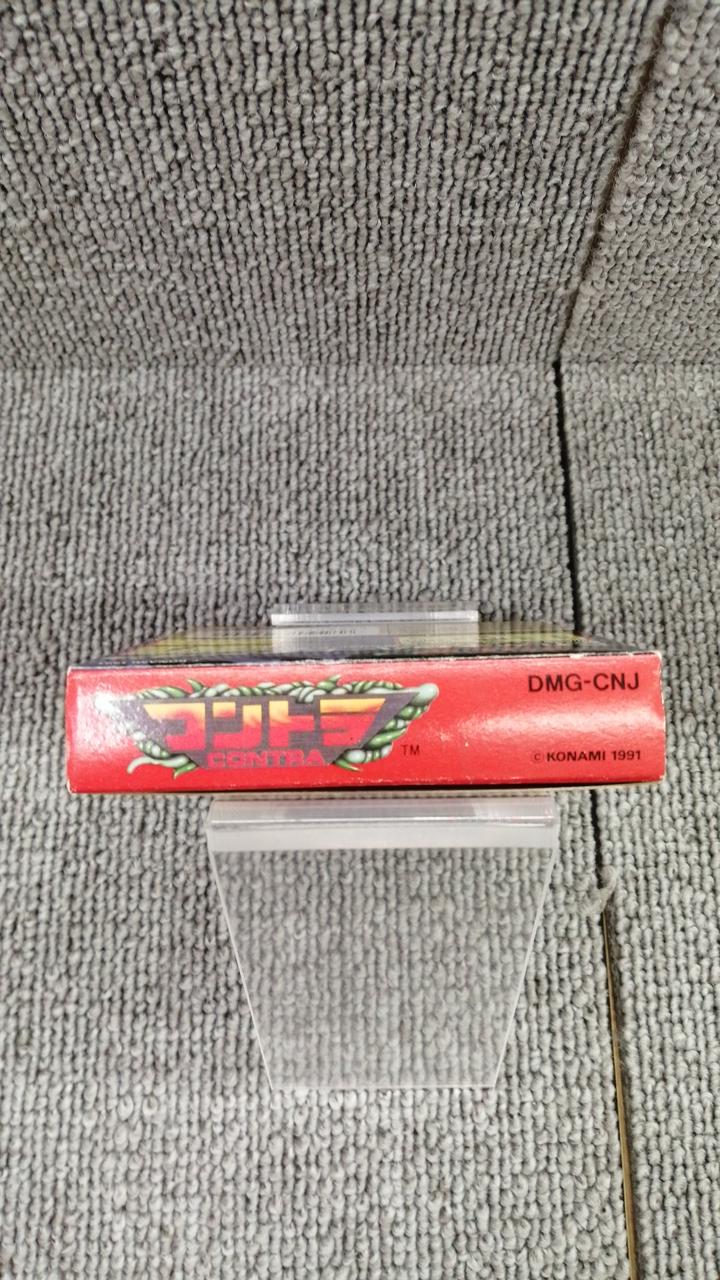 コントラ
CONTRA
TM
DMG-CNJ
© KONAMI 1991